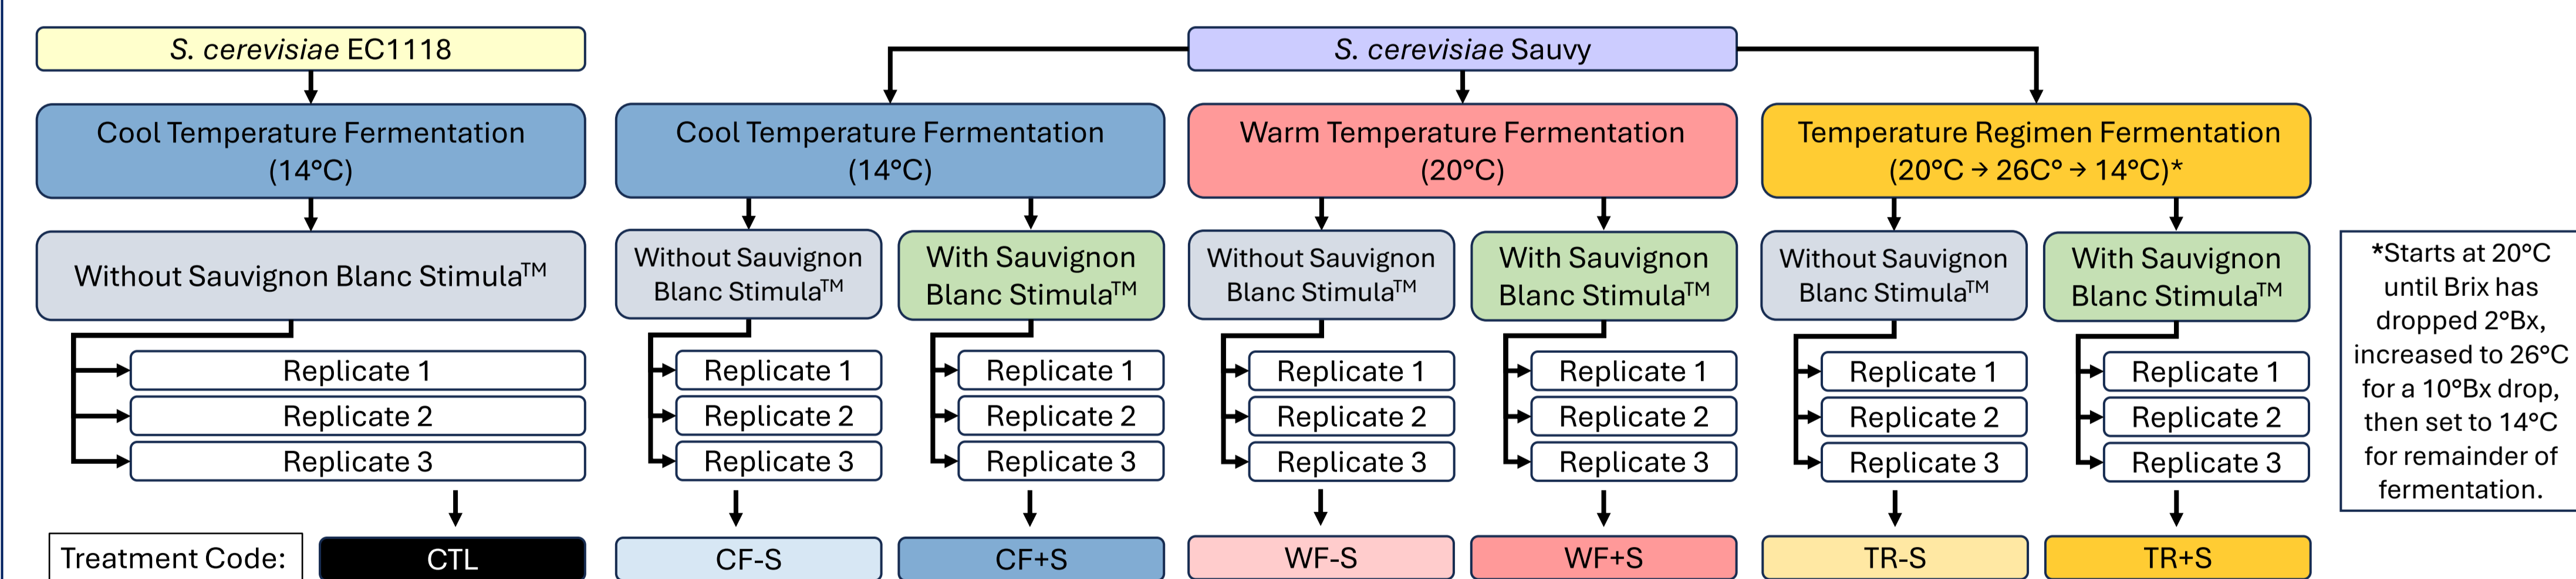 S. cerevisiae EC1118
S. cerevisiae Sauvy
Cool Temperature Fermentation
(14°C)
Cool Temperature Fermentation
(14°C)
Warm Temperature Fermentation
(20°C)
Temperature Regimen Fermentation
(20°C → 26C° → 14°C)*
Without Sauvignon Blanc Stimula™
Without Sauvignon
Blanc Stimula™
With Sauvignon
Blanc Stimula™
Without Sauvignon
Blanc Stimula™
With Sauvignon
Blanc Stimula™
Without Sauvignon
Blanc Stimula™
With Sauvignon
Blanc Stimula™
Replicate 1
Replicate 2
Replicate 3
Replicate 1
Replicate 2
Replicate 3
Replicate 1
Replicate 2
Replicate 3
Replicate 1
Replicate 2
Replicate 3
Replicate 1
Replicate 2
Replicate 3
Replicate 1
Replicate 2
Replicate 3
Replicate 1
Replicate 2
Replicate 3
*Starts at 20°C
until Brix has
dropped 2°Bx,
increased to 26°C
for a 10°Bx drop,
then set to 14°C
for remainder of
fermentation.
Treatment Code:
CTL
CF-S
CF+S
WF-S
WF+S
TR-S
TR+S